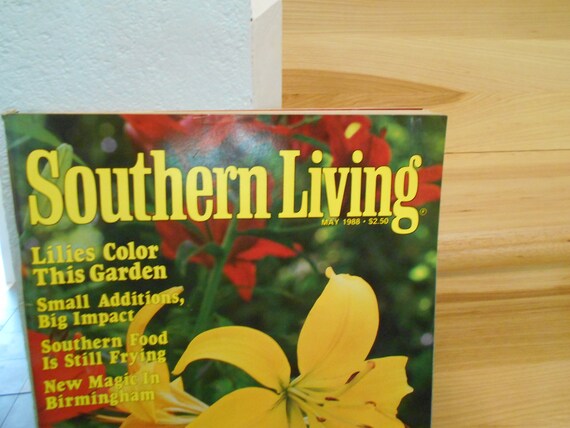 Southern Living®
MAY 1988 • $2.50
Lilies Color
This Garden
Small Additions,
Big Impact
Southern Food
Is Still Frying
New Magic In
Birmingham